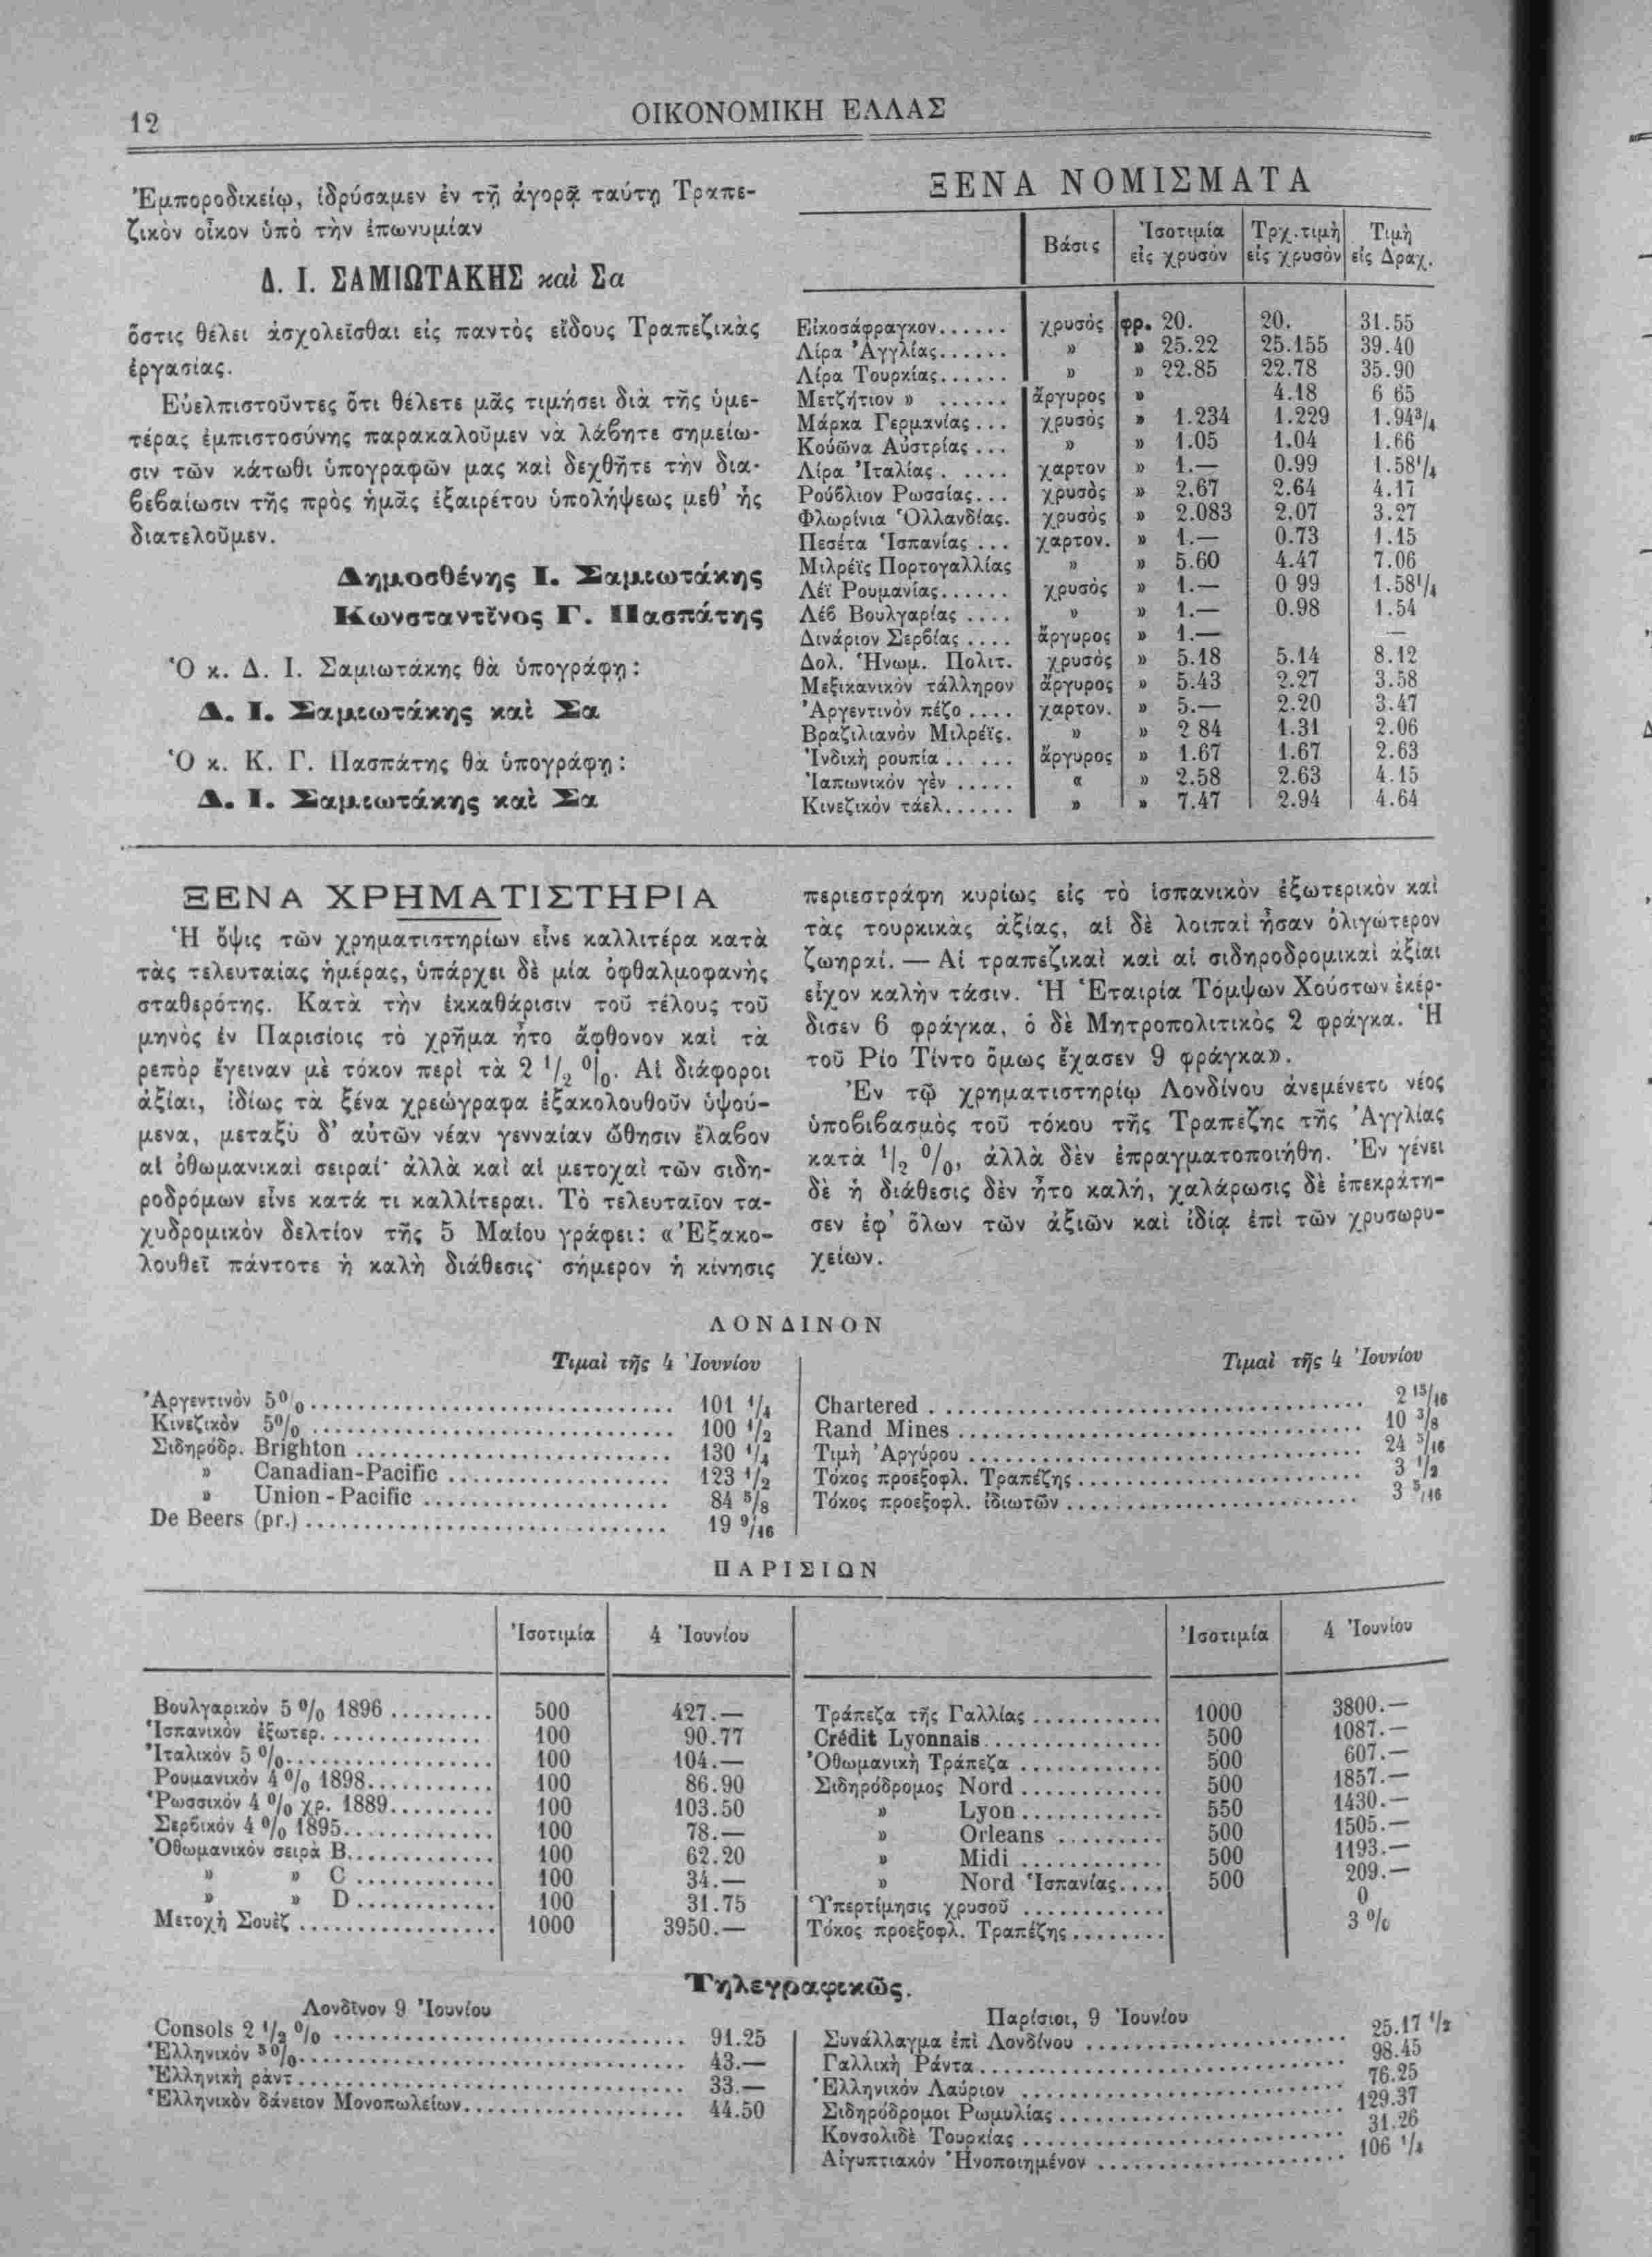 12
ΟΙΚΟΝΟΜΙΚΗ ΕΛΛΑΣ
Ἐμποροδικείῳ, ἱδρύσαμεν ἐν τῇ ἀγορᾷ ταύτῃ Τραπε-
ζικὸν οἶκον ὑπὸ τὴν ἐπωνυμίαν
Δ. Ι. ΣΑΜΙΩΤΑΚΗΣ καὶ Σα
ὅστις θέλει ἀσχολεῖσθαι εἰς παντὸς εἴδους Τραπεζικὰς
ἐργασίας.
Εὐελπιστοῦντες ὅτι θέλετε μᾶς τιμήσει διὰ τῆς ὑμε-
τέρας ἐμπιστοσύνης παρακαλοῦμεν νὰ λάβητε σημείω-
σιν τῶν κάτωθι ὑπογραφῶν μας καὶ δεχθῆτε τὴν δια-
βεβαίωσιν τῆς πρὸς ἡμᾶς ἐξαιρέτου ὑπολήψεως μεθ' ἧς
διατελοῦμεν.
Δημοσθένης Ι. Σαμιωτάκης
Κωνσταντῖνος Γ. Πασπάτης
Ὁ κ. Δ. Ι. Σαμιωτάκης θὰ ὑπογράφῃ:
Δ. Ι. Σαμιωτάκης καὶ Σα
Ὁ κ. Κ. Γ. Πασπάτης θὰ ὑπογράφῃ:
Δ. Ι. Σαμιωτάκης καὶ Σα
ΞΕΝΑ ΝΟΜΙΣΜΑΤΑ
Βάσις Ἰσοτιμία εἰς χρυσόν Τρχ. τιμὴ εἰς χρυσόν Τιμὴ εἰς Δραχ.
Εἰκοσάφραγκον...... χρυσός φρ. 20. 20. 31.55
Λίρα Ἀγγλίας...... » » 25.22 25.155 39.40
Λίρα Τουρκίας...... » » 22.85 22.78 35.90
Μετζήτιον » ...... ἄργυρος » 4.18 6 65
Μάρκα Γερμανίας... χρυσός » 1.234 1.229 1.94 3/4
Κούῶνα Αὐστρίας... » » 1.05 1.04 1.66
Λίρα Ἰταλίας...... χαρτον » 1.— 0.99 1.58 1/4
Ρούβλιον Ρωσσίας... χρυσός » 2.67 2.64 4.17
Φλωρίνια Ὁλλανδίας. χρυσός » 2.083 2.07 3.27
Πεσέτα Ἱσπανίας... χαρτον. » 1.— 0.73 1.15
Μιλρέϊς Πορτογαλλίας » » 5.60 4.47 7.06
Λέϊ Ρουμανίας...... χρυσός » 1.— 0 99 1.58 1/4
Λέβ Βουλγαρίας.... » » 1.— 0.98 1.54
Δινάριον Σερβίας.... ἄργυρος » 1.— —
Δολ. Ἡνωμ. Πολιτ. χρυσός » 5.18 5.14 8.12
Μεξικανικὸν τάλληρον ἄργυρος » 5.43 2.27 3.58
Ἀργεντινὸν πέζο.... χαρτον. » 5.— 2.20 3.47
Βραζιλιανὸν Μιλρέϊς. » » 2 84 1.31 2.06
Ἰνδικὴ ρουπία...... ἄργυρος » 1.67 1.67 2.63
Ἰαπωνικὸν γὲν ..... « » 2.58 2.63 4.15
Κινεζικὸν τάελ...... » » 7.47 2.94 4.64
ΞΕΝΑ ΧΡΗΜΑΤΙΣΤΗΡΙΑ
Ἡ ὄψις τῶν χρηματιστηρίων εἶνε καλλιτέρα κατὰ
τὰς τελευταίας ἡμέρας, ὑπάρχει δὲ μία ὀφθαλμοφανὴς
σταθερότης. Κατὰ τὴν ἐκκαθάρισιν τοῦ τέλους τοῦ
μηνὸς ἐν Παρισίοις τὸ χρῆμα ἦτο ἄφθονον καὶ τὰ
ρεπὸρ ἔγειναν μὲ τόκον περὶ τὰ 2 1/2 0/0. Αἱ διάφοροι
ἀξίαι, ἰδίως τὰ ξένα χρεώγραφα ἐξακολουθοῦν ὑψού-
μενα, μεταξὺ δ' αὐτῶν νέαν γενναίαν ὤθησιν ἔλαβον
αἱ ὀθωμανικαὶ σειραί· ἀλλὰ καὶ αἱ μετοχαὶ τῶν σιδη-
ροδρόμων εἶνε κατά τι καλλίτεραι. Τὸ τελευταῖον τα-
χυδρομικὸν δελτίον τῆς 5 Μαΐου γράφει: «Ἐξακο-
λουθεῖ πάντοτε ἡ καλὴ διάθεσις· σήμερον ἡ κίνησις
περιεστράφη κυρίως εἰς τὸ ἱσπανικὸν ἐξωτερικὸν καὶ
τὰς τουρκικὰς ἀξίας, αἱ δὲ λοιπαὶ ἦσαν ὀλιγώτερον
ζωηραί. — Αἱ τραπεζικαὶ καὶ αἱ σιδηροδρομικαὶ ἀξίαι
εἶχον καλὴν τάσιν. Ἡ Ἑταιρία Τόμψων Χούστων ἐκέρ-
δισεν 6 φράγκα, ὁ δὲ Μητροπολιτικὸς 2 φράγκα. Ἡ
τοῦ Ρίο Τίντο ὅμως ἔχασεν 9 φράγκα».
Ἐν τῷ χρηματιστηρίῳ Λονδίνου ἀνεμένετο νέος
ὑποβιβασμὸς τοῦ τόκου τῆς Τραπέζης τῆς Ἀγγλίας
κατὰ 1/2 0/0, ἀλλὰ δὲν ἐπραγματοποιήθη. Ἐν γένει
δὲ ἡ διάθεσις δὲν ἦτο καλή, χαλάρωσις δὲ ἐπεκράτη-
σεν ἐφ' ὅλων τῶν ἀξιῶν καὶ ἰδίᾳ ἐπὶ τῶν χρυσωρυ-
χείων.
ΛΟΝΔΙΝΟΝ
Τιμαὶ τῆς 4 Ἰουνίου
Ἀργεντινὸν 5 0/0 ..... 101 1/4
Κινεζικὸν 5 0/0 ..... 100 1/2
Σιδηρόδρ. Brighton ..... 130 1/4
» Canadian-Pacific ..... 123 1/2
» Union - Pacific ..... 84 5/8
De Beers (pr.) ..... 19 9/16
Τιμαὶ τῆς 4 Ἰουνίου
Chartered ..... 2 15/16
Rand Mines ..... 10 3/8
Τιμὴ Ἀργύρου ..... 24 5/16
Τόκος προεξοφλ. Τραπέζης ..... 3 1/2
Τόκος προεξοφλ. ἰδιωτῶν ..... 3 5/16
ΠΑΡΙΣΙΩΝ
Ἰσοτιμία 4 Ἰουνίου
Βουλγαρικὸν 5 0/0 1896 ..... 500 427.—
Ἱσπανικὸν ἐξωτερ. ..... 100 90.77
Ἰταλικὸν 5 0/0 ..... 100 104.—
Ρουμανικὸν 4 0/0 1898 ..... 100 86.90
Ῥωσσικόν 4 0/0 χρ. 1889 ..... 100 103.50
Σερβικόν 4 0/0 1895 ..... 100 78.—
Ὀθωμανικὸν σειρὰ B ..... 100 62.20
» » C ..... 100 34.—
» » D ..... 100 31.75
Μετοχὴ Σουὲζ ..... 1000 3950.—
Ἰσοτιμία 4 Ἰουνίου
Τράπεζα τῆς Γαλλίας ..... 1000 3800.—
Crédit Lyonnais ..... 500 1087.—
Ὀθωμανικὴ Τράπεζα ..... 500 607.—
Σιδηρόδρομος Nord ..... 500 1857.—
» Lyon ..... 550 1430.—
» Orleans ..... 500 1505.—
» Midi ..... 500 1193.—
» Nord Ἱσπανίας ..... 500 209.—
Ὑπερτίμησις χρυσοῦ ..... 0
Τόκος προεξοφλ. Τραπέζης ..... 3 0/0
Τηλεγραφικῶς.
Λονδῖνον 9 Ἰουνίου
Consols 2 1/2 0/0 ..... 91.25
Ἑλληνικόν 5 0/0 ..... 43.—
Ἑλληνικὴ ρὰντ ..... 33.—
Ἑλληνικὸν δάνειον Μονοπωλείων ..... 44.50
Παρίσιοι, 9 Ἰουνίου
Συνάλλαγμα ἐπὶ Λονδίνου ..... 25.17 1/2
Γαλλικὴ Ράντα ..... 98.45
Ἑλληνικόν Λαύριον ..... 76.25
Σιδηρόδρομοι Ρωμυλίας ..... 129.37
Κονσολιδὲ Τουρκίας ..... 31.26
Αἰγυπτιακόν Ἡνοποιημένον ..... 106 1/4